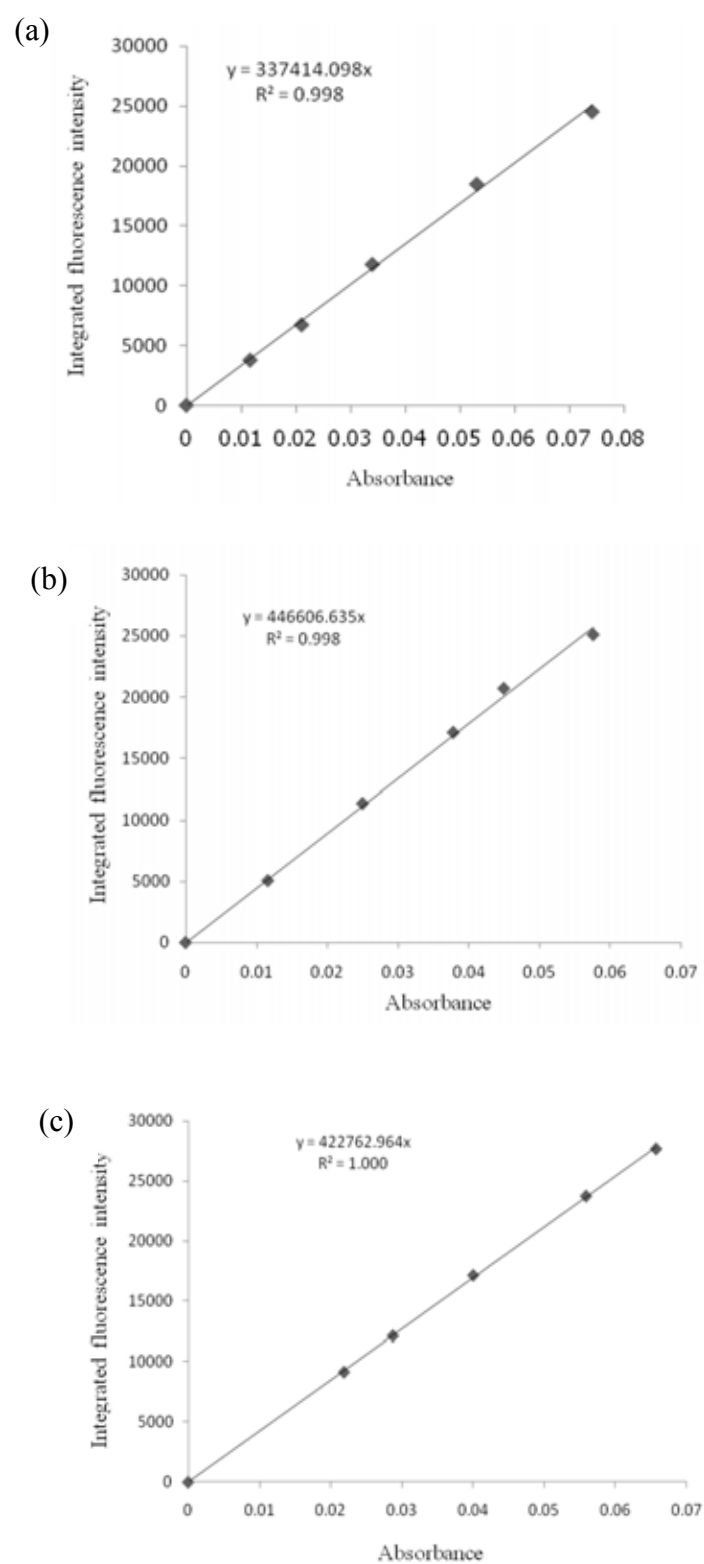 (a)
30000
25000
20000
15000
10000
5000
0
y = 337414.098x
R² = 0.998
Integrated fluorescence intensity
0 0.01 0.02 0.03 0.04 0.05 0.06 0.07 0.08
Absorbance
(b)
30000
25000
20000
15000
10000
5000
0
y = 446606.635x
R² = 0.998
Integrated fluorescence intensity
0 0.01 0.02 0.03 0.04 0.05 0.06 0.07
Absorbance
(c)
30000
25000
20000
15000
10000
5000
0
y = 422762.964x
R² = 1.000
Integrated fluorescence intensity
0 0.01 0.02 0.03 0.04 0.05 0.06 0.07
Absorbance